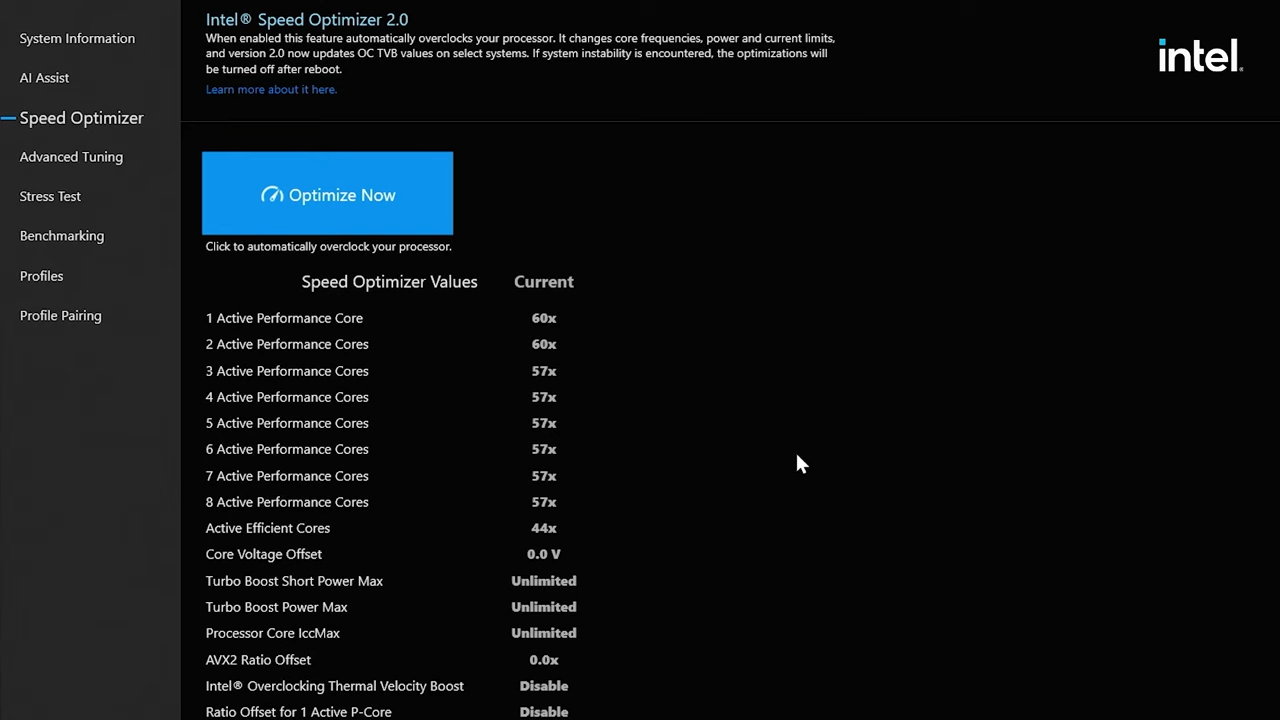 System Information
AI Assist
Speed Optimizer
Advanced Tuning
Stress Test
Benchmarking
Profiles
Profile Pairing
Intel® Speed Optimizer 2.0
When enabled this feature automatically overclocks your processor. It changes core frequencies, power and current limits,
and version 2.0 now updates OC TVB values on select systems. If system instability is encountered, the optimizations will
be turned off after reboot.
Learn more about it here.
intel.
Optimize Now
Click to automatically overclock your processor.
Speed Optimizer Values Current
1 Active Performance Core 60x
2 Active Performance Cores 60x
3 Active Performance Cores 57x
4 Active Performance Cores 57x
5 Active Performance Cores 57x
6 Active Performance Cores 57x
7 Active Performance Cores 57x
8 Active Performance Cores 57x
Active Efficient Cores 44x
Core Voltage Offset 0.0 V
Turbo Boost Short Power Max Unlimited
Turbo Boost Power Max Unlimited
Processor Core IccMax Unlimited
AVX2 Ratio Offset 0.0x
Intel® Overclocking Thermal Velocity Boost Disable
Ratio Offset for 1 Active P-Core Disable